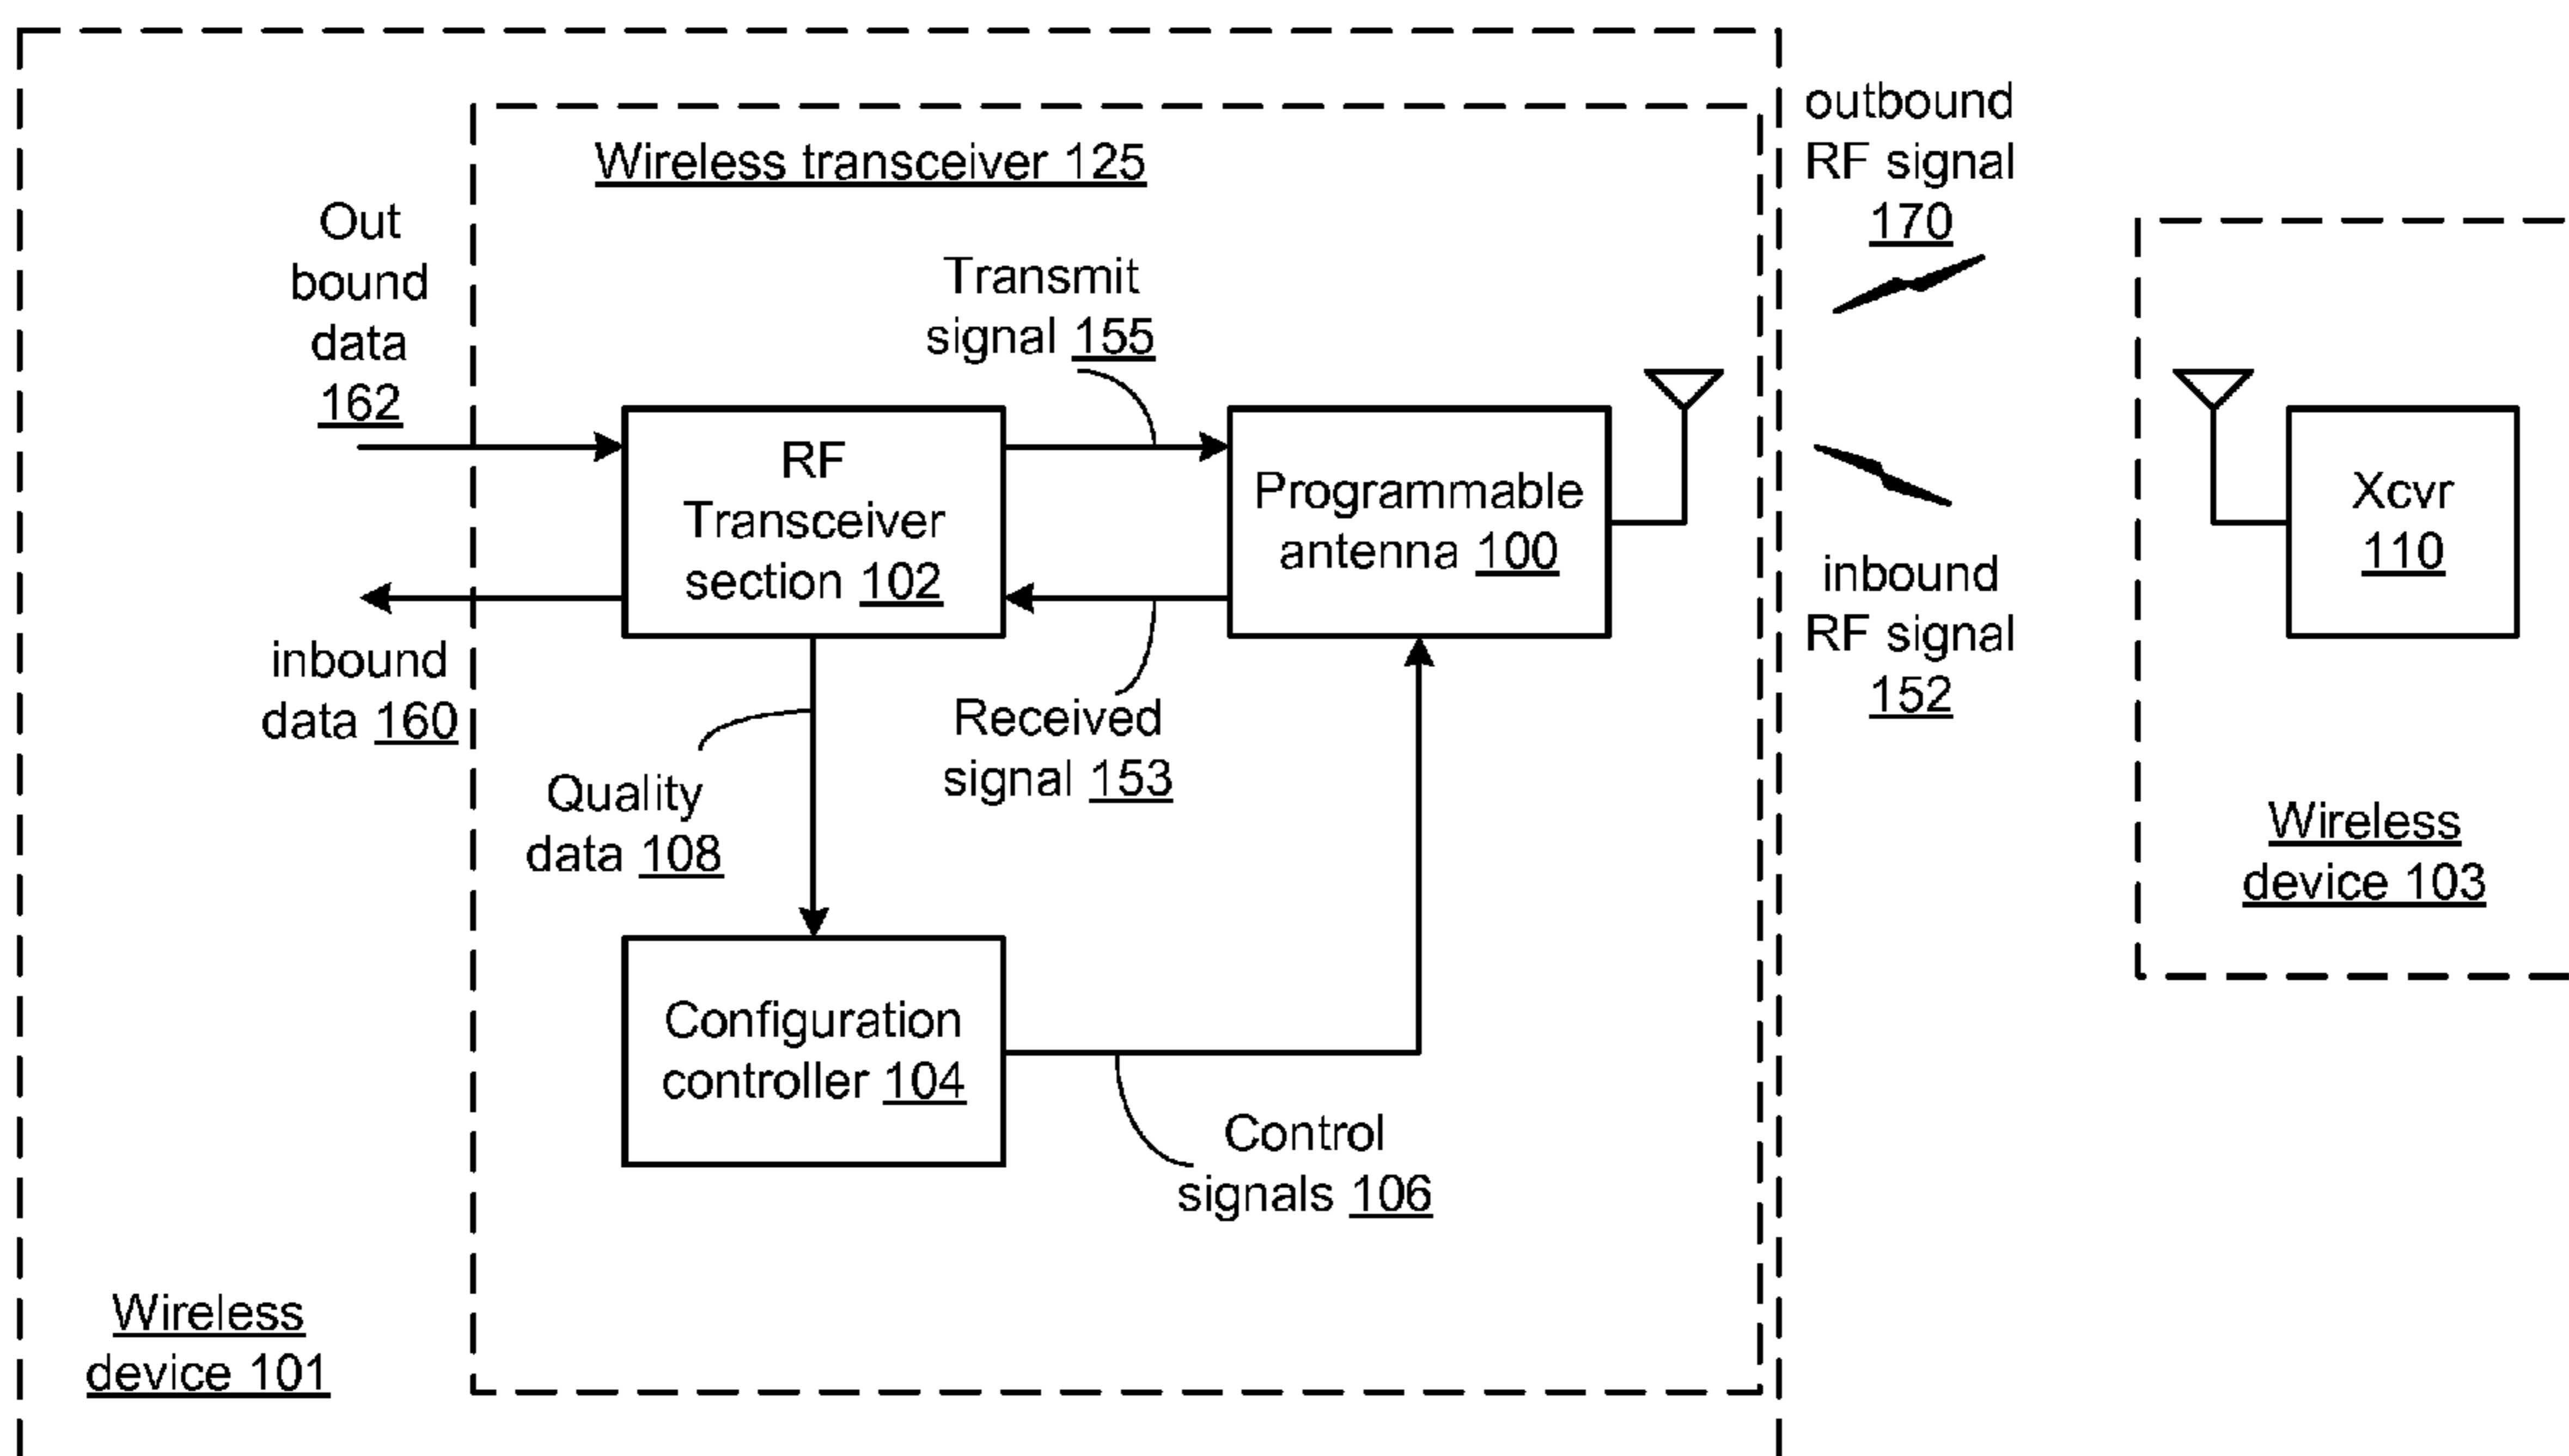 Wireless transceiver 125
Out
bound
data
162
inbound
data 160
Transmit
signal 155
RF
Transceiver
section 102
Programmable
antenna 100
Received
signal 153
Quality
data 108
Configuration
controller 104
Control
signals 106
Wireless
device 101
outbound
RF signal
170
inbound
RF signal
152
Xcvr
110
Wireless
device 103